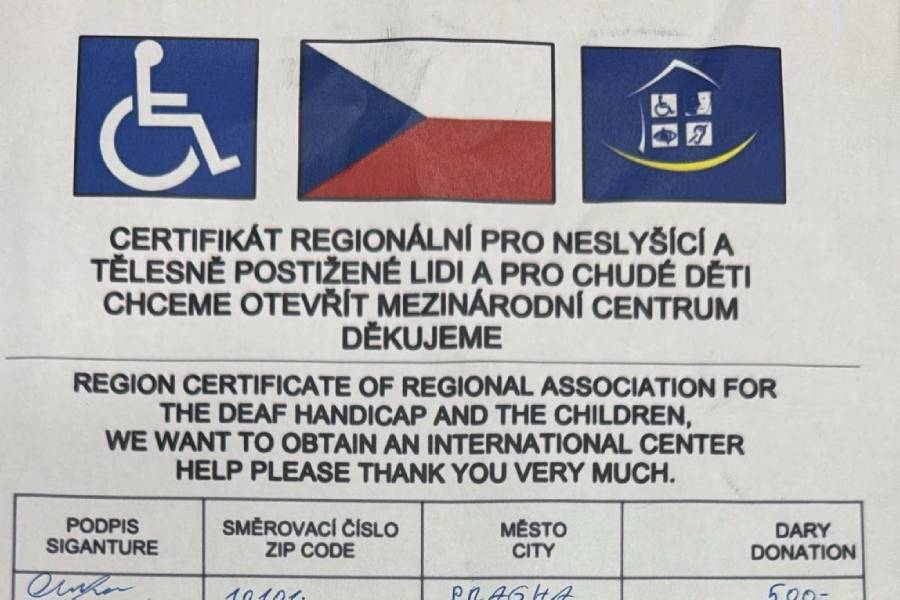 CERTIFIKÁT REGIONÁLNÍ PRO NESLYŠÍCÍ A
TĚLESNĚ POSTIŽENÉ LIDI A PRO CHUDÉ DĚTI
CHCEME OTEVŘÍT MEZINÁRODNÍ CENTRUM
DĚKUJEME
REGION CERTIFICATE OF REGIONAL ASSOCIATION FOR
THE DEAF HANDICAP AND THE CHILDREN,
WE WANT TO OBTAIN AN INTERNATIONAL CENTER
HELP PLEASE THANK YOU VERY MUCH.
PODPIS SMĚROVACÍ ČÍSLO MĚSTO DARY
SIGANTURE ZIP CODE CITY DONATION
PRAGHA 500-